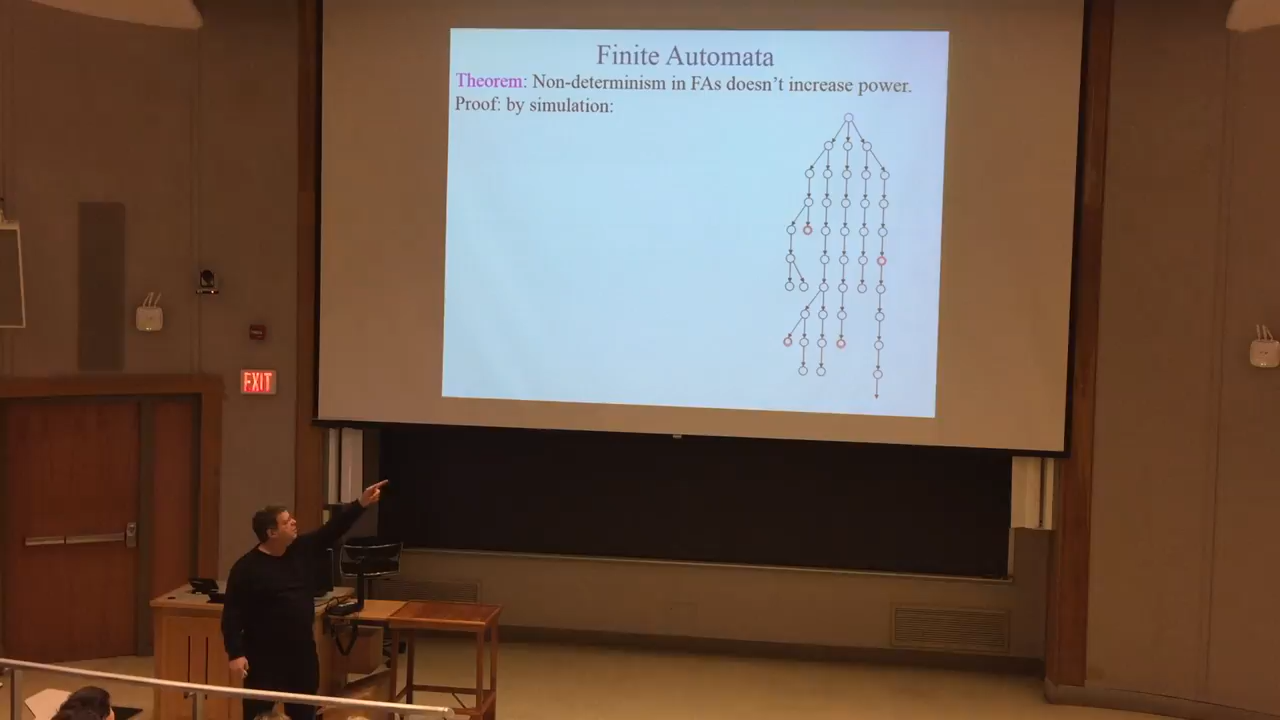 Finite Automata
Theorem: Non-determinism in FAs doesn't increase power.
Proof: by simulation:
EXIT